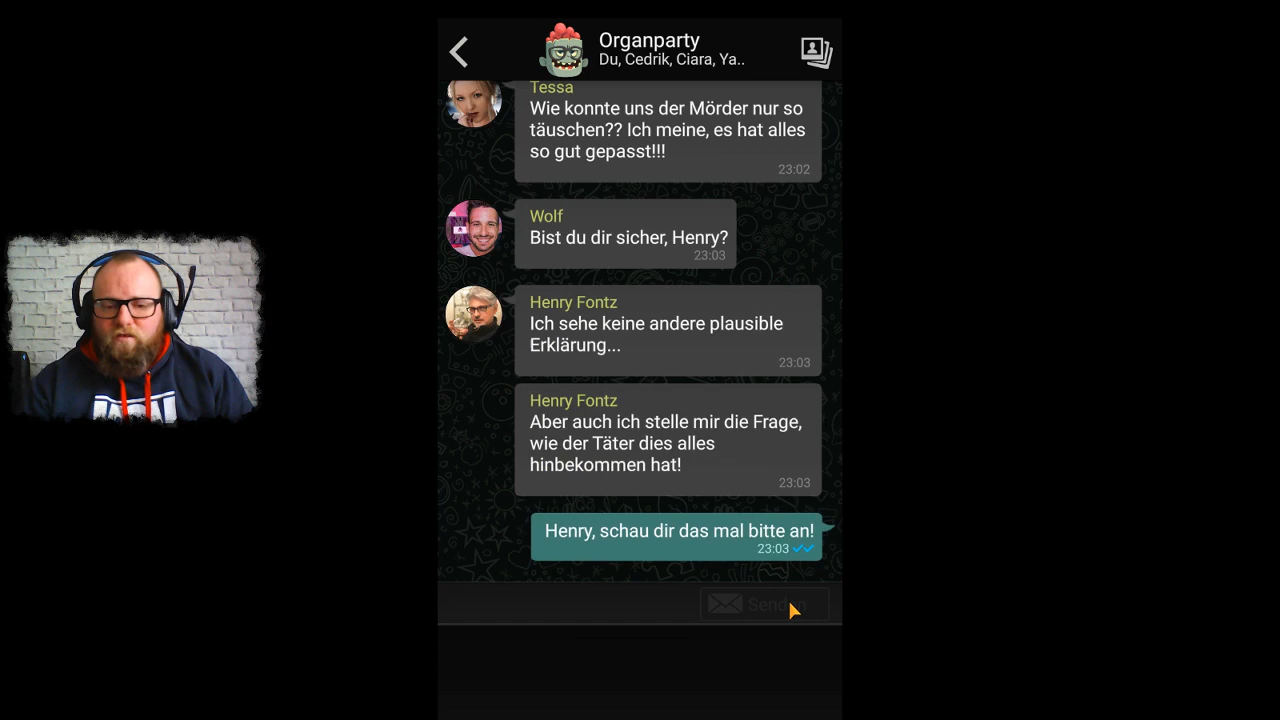 Organparty
Du, Cedrik, Ciara, Ya..
Tessa
Wie konnte uns der Mörder nur so
täuschen?? Ich meine, es hat alles
so gut gepasst!!!
23:02
Wolf
Bist du dir sicher, Henry?
23:03
Henry Fontz
Ich sehe keine andere plausible
Erklärung...
23:03
Henry Fontz
Aber auch ich stelle mir die Frage,
wie der Täter dies alles
hinbekommen hat!
23:03
Henry, schau dir das mal bitte an!
23:03
Senden